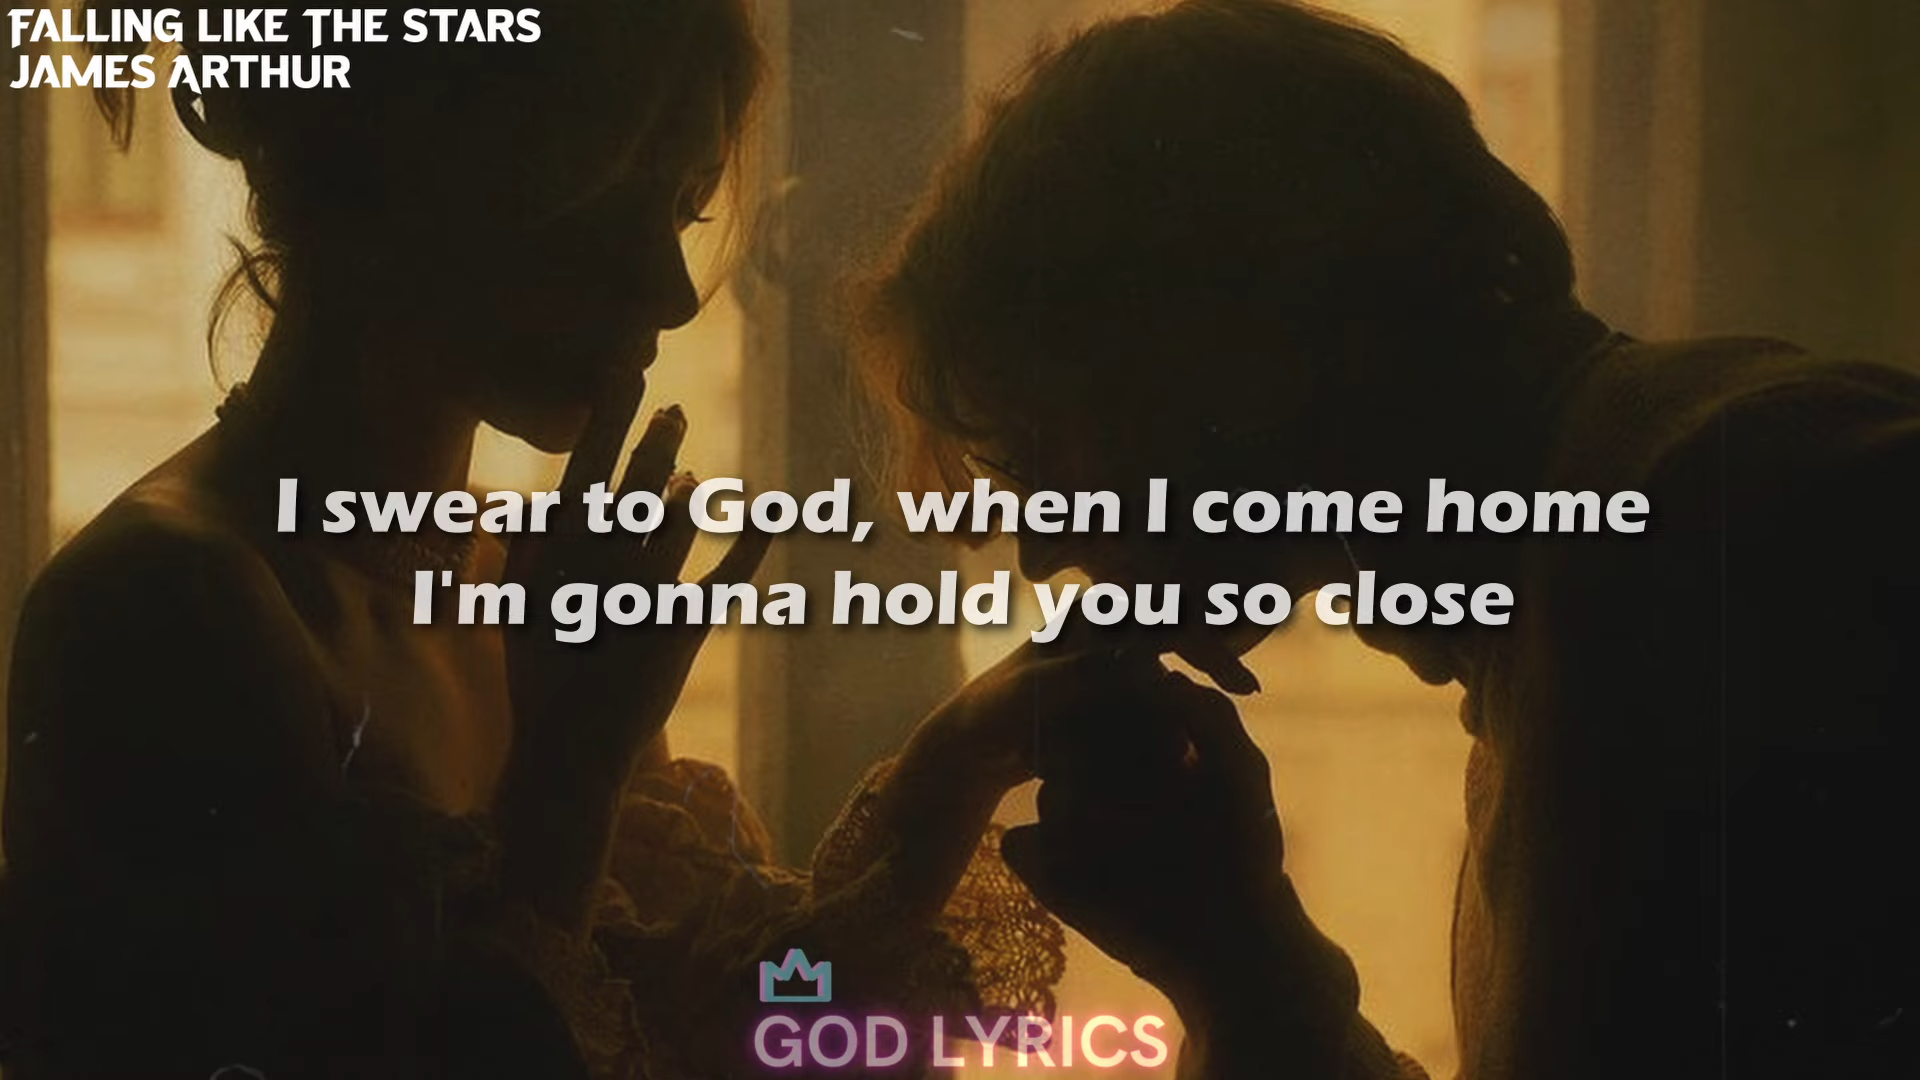 FALLING LIKE THE STARS
JAMES ARTHUR
I swear to God, when I come home
I'm gonna hold you so close
GOD LYRICS